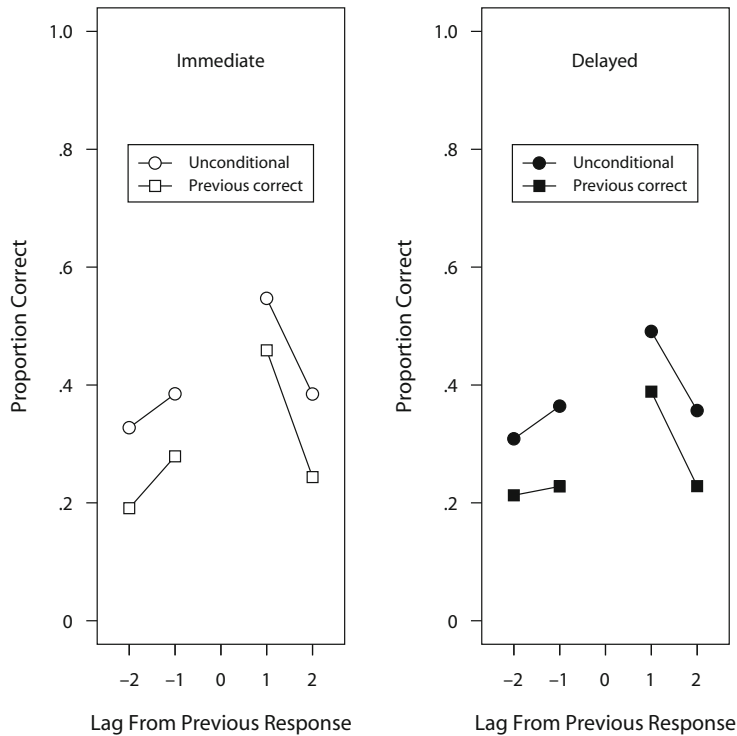 Immediate
Unconditional
Previous correct
Proportion Correct
1.0
.8
.6
.4
.2
0
−2 −1 0 1 2
Lag From Previous Response
Delayed
Unconditional
Previous correct
Proportion Correct
1.0
.8
.6
.4
.2
0
−2 −1 0 1 2
Lag From Previous Response